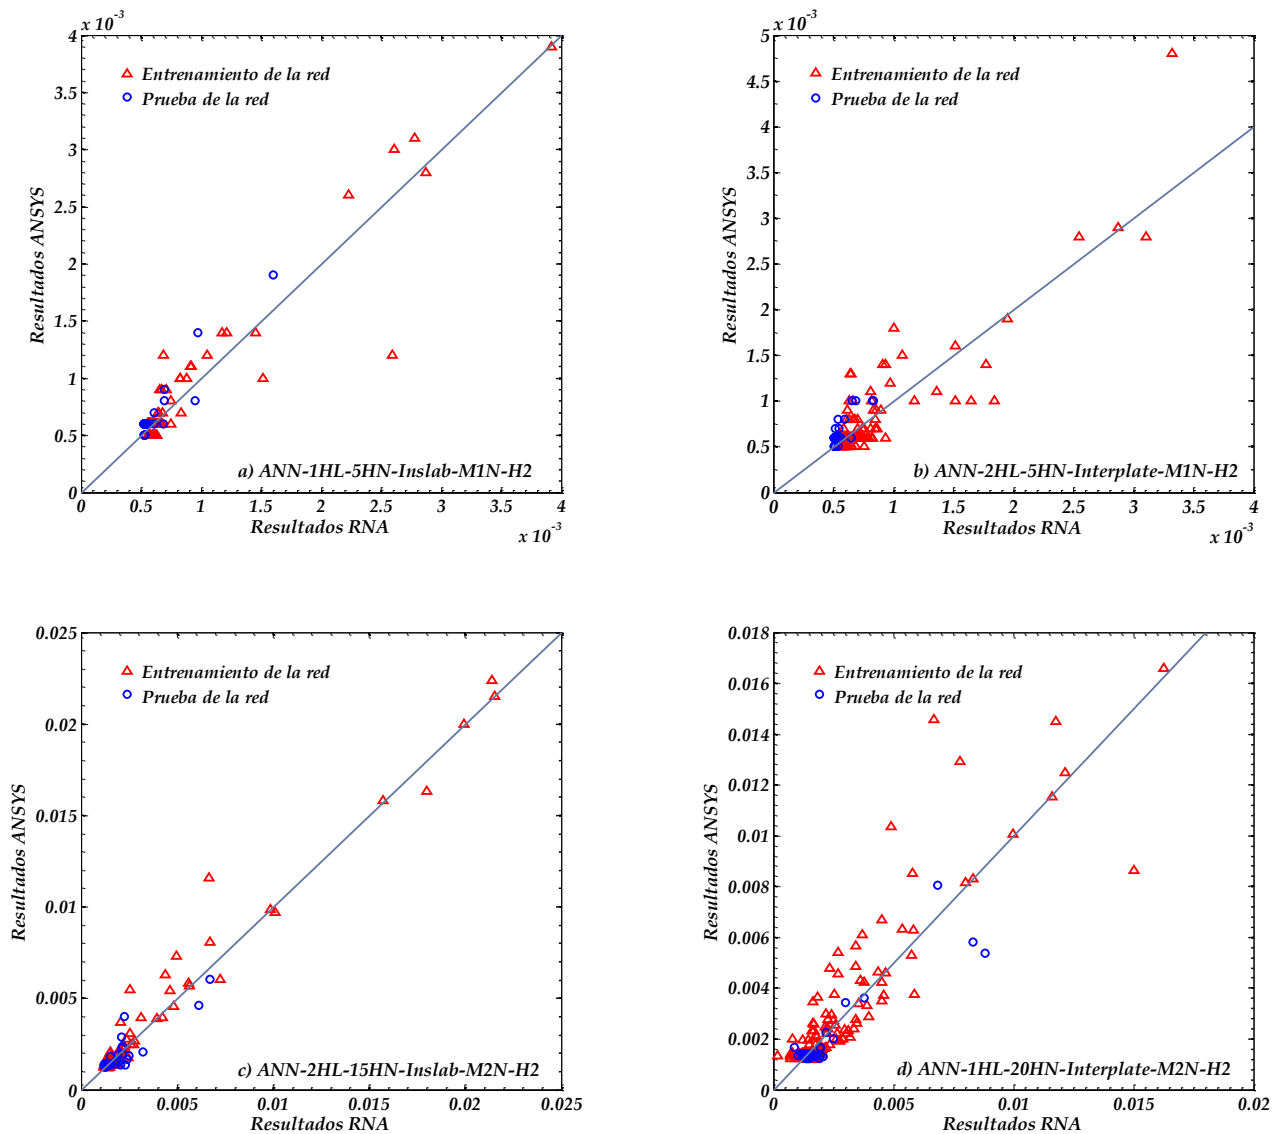 x 10⁻³
4
3.5
3
2.5
2
1.5
1
0.5
0
Resultados ANSYS
Entrenamiento de la red
Prueba de la red
a) ANN-1HL-5HN-Inslab-M1N-H2
0 0.5 1 1.5 2 2.5 3 3.5 4
Resultados RNA
x 10⁻³
x 10⁻³
5
4.5
4
3.5
3
2.5
2
1.5
1
0.5
0
Resultados ANSYS
Entrenamiento de la red
Prueba de la red
b) ANN-2HL-5HN-Interplate-M1N-H2
0 0.5 1 1.5 2 2.5 3 3.5 4
Resultados RNA
x 10⁻³
0.025
0.02
0.015
0.01
0.005
0
Resultados ANSYS
Entrenamiento de la red
Prueba de la red
c) ANN-2HL-15HN-Inslab-M2N-H2
0 0.005 0.01 0.015 0.02 0.025
Resultados RNA
0.018
0.016
0.014
0.012
0.01
0.008
0.006
0.004
0.002
0
Resultados ANSYS
Entrenamiento de la red
Prueba de la red
d) ANN-1HL-20HN-Interplate-M2N-H2
0 0.005 0.01 0.015 0.02
Resultados RNA